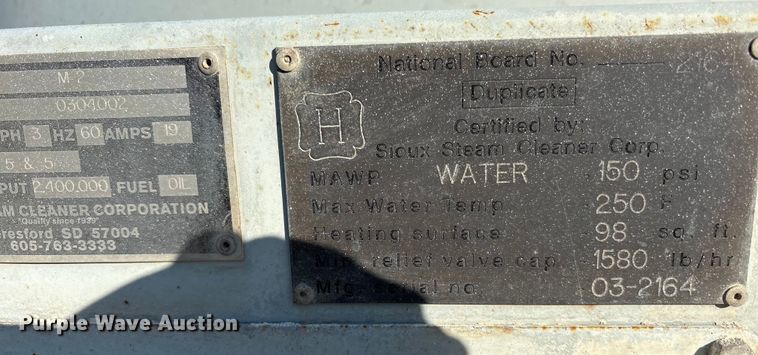 M 2
0304002
PH 3 HZ 60 AMPS 19
5 & 5
PUT 2,400,000 FUEL OIL
AM CLEANER CORPORATION
"Quality since 1939"
eresford SD 57004
605-763-3333
National Board No.
Duplicate
Certified by:
Sioux Steam Cleaner Corp.
H
MAWP WATER 150 psi
Max Water Temp 250 F
Heating surface 98 sq. ft.
Min. relief valve cap. 1580 lb/hr
Mfg. serial no. 03-2164
Purple Wave Auction